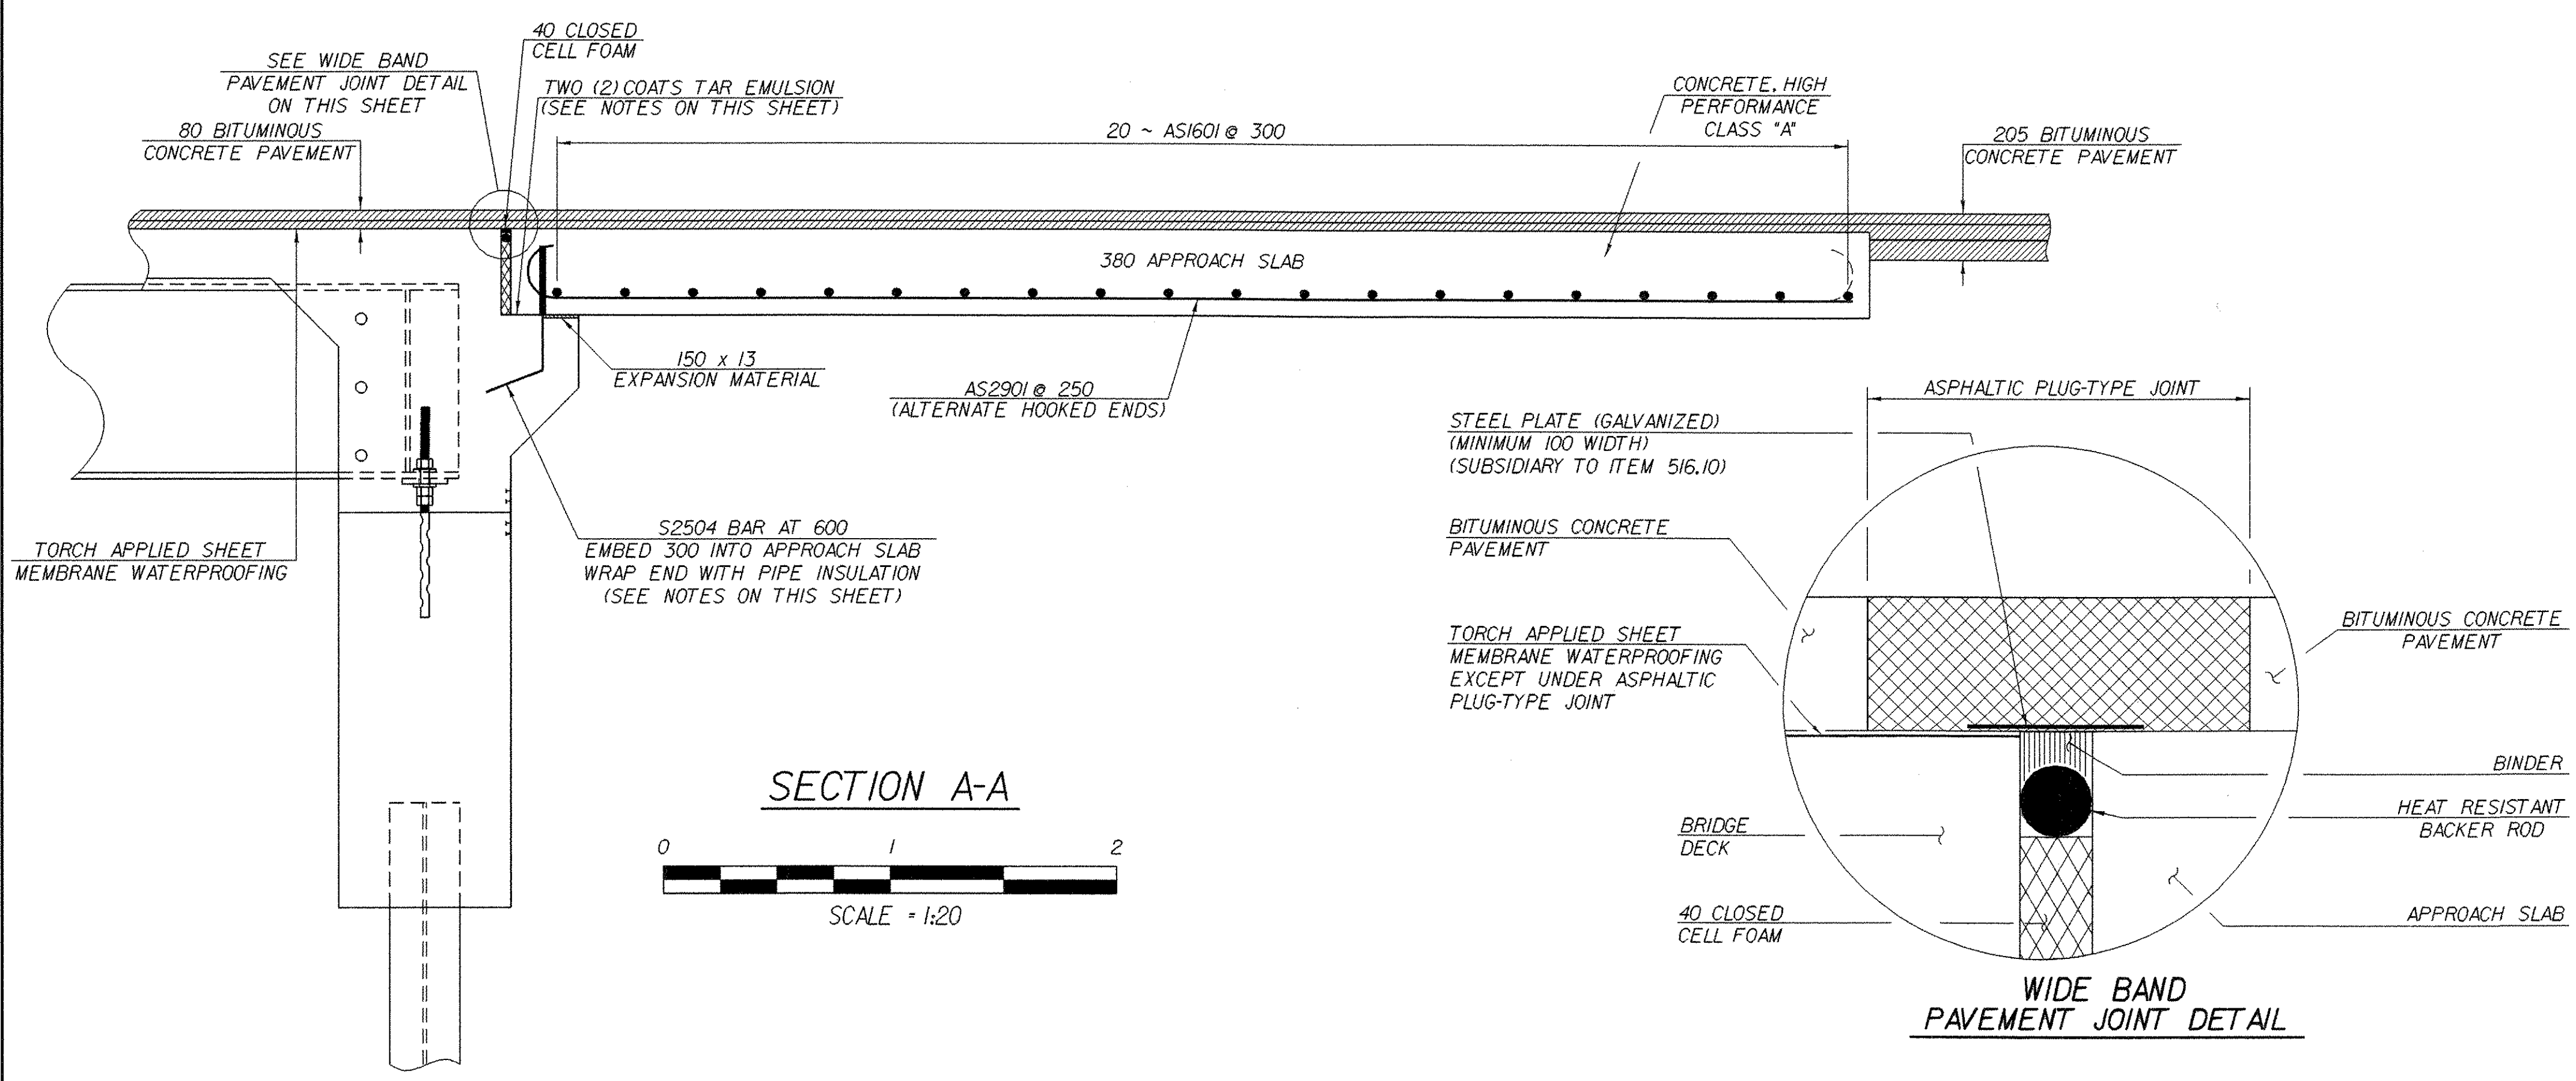 40 CLOSED
CELL FOAM
SEE WIDE BAND
PAVEMENT JOINT DETAIL
ON THIS SHEET
TWO (2) COATS TAR EMULSION
(SEE NOTES ON THIS SHEET)
CONCRETE, HIGH
PERFORMANCE
CLASS "A"
80 BITUMINOUS
CONCRETE PAVEMENT
20 ~ AS1601 @ 300
205 BITUMINOUS
CONCRETE PAVEMENT
380 APPROACH SLAB
150 x 13
EXPANSION MATERIAL
AS2901 @ 250
(ALTERNATE HOOKED ENDS)
S2504 BAR AT 600
EMBED 300 INTO APPROACH SLAB
WRAP END WITH PIPE INSULATION
(SEE NOTES ON THIS SHEET)
TORCH APPLIED SHEET
MEMBRANE WATERPROOFING
SECTION A-A
0 1 2
SCALE = 1:20
ASPHALTIC PLUG-TYPE JOINT
STEEL PLATE (GALVANIZED)
(MINIMUM 100 WIDTH)
(SUBSIDIARY TO ITEM 516.10)
BITUMINOUS CONCRETE
PAVEMENT
TORCH APPLIED SHEET
MEMBRANE WATERPROOFING
EXCEPT UNDER ASPHALTIC
PLUG-TYPE JOINT
BITUMINOUS CONCRETE
PAVEMENT
BINDER
HEAT RESISTANT
BACKER ROD
BRIDGE
DECK
40 CLOSED
CELL FOAM
APPROACH SLAB
WIDE BAND
PAVEMENT JOINT DETAIL